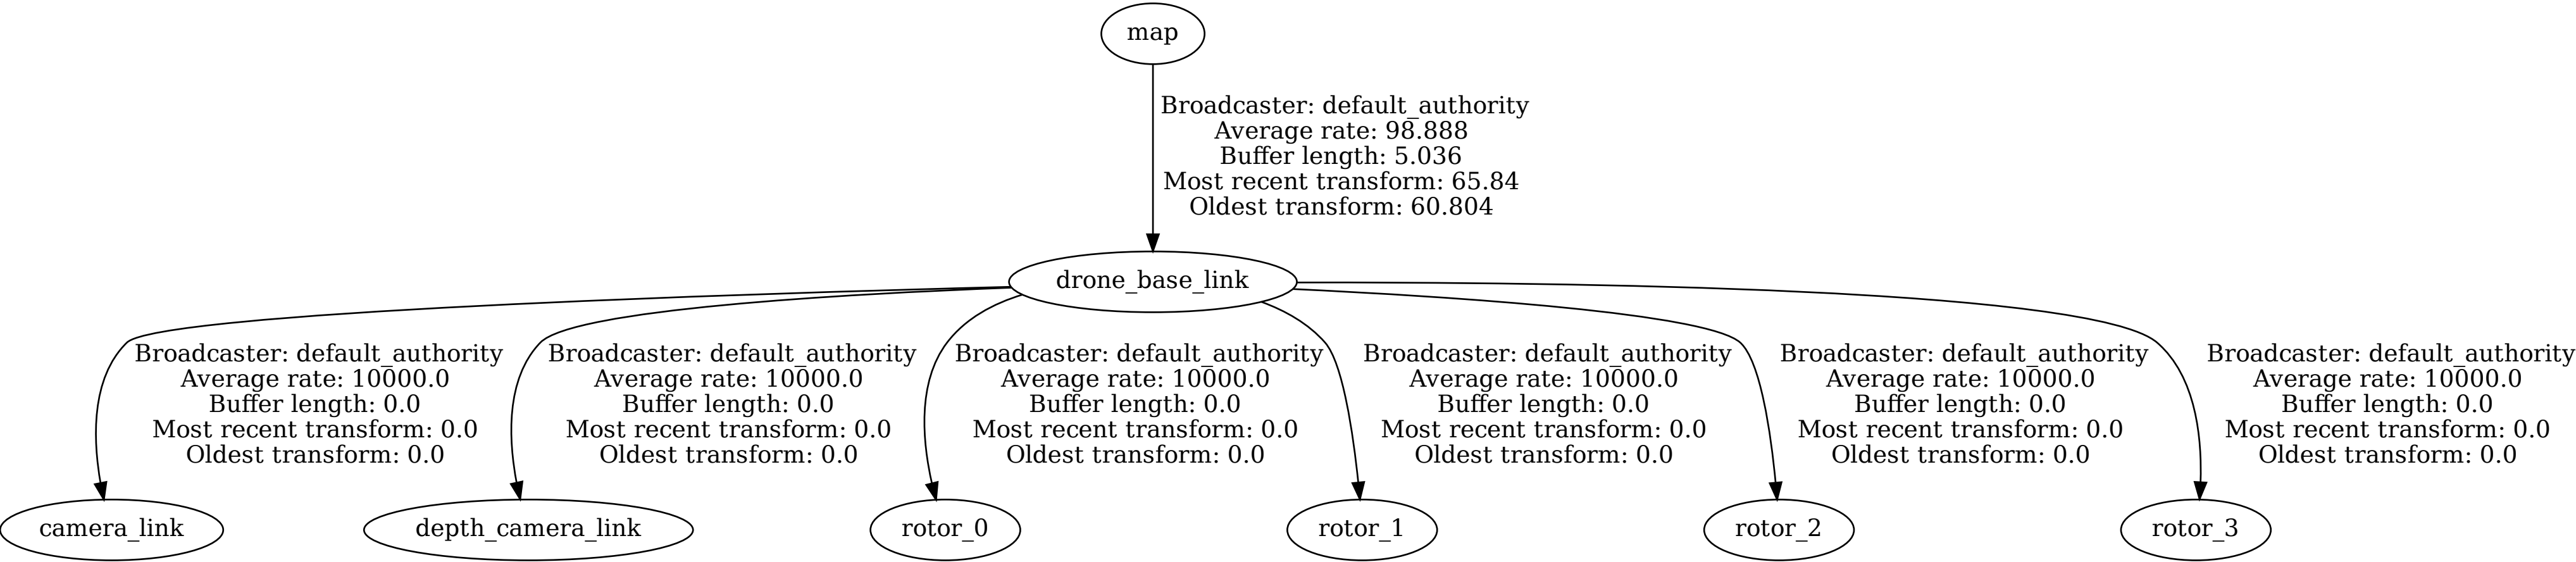 map
Broadcaster: default_authority
Average rate: 98.888
Buffer length: 5.036
Most recent transform: 65.84
Oldest transform: 60.804
drone_base_link
Broadcaster: default_authority
Average rate: 10000.0
Buffer length: 0.0
Most recent transform: 0.0
Oldest transform: 0.0
Broadcaster: default_authority
Average rate: 10000.0
Buffer length: 0.0
Most recent transform: 0.0
Oldest transform: 0.0
Broadcaster: default_authority
Average rate: 10000.0
Buffer length: 0.0
Most recent transform: 0.0
Oldest transform: 0.0
Broadcaster: default_authority
Average rate: 10000.0
Buffer length: 0.0
Most recent transform: 0.0
Oldest transform: 0.0
Broadcaster: default_authority
Average rate: 10000.0
Buffer length: 0.0
Most recent transform: 0.0
Oldest transform: 0.0
Broadcaster: default_authority
Average rate: 10000.0
Buffer length: 0.0
Most recent transform: 0.0
Oldest transform: 0.0
camera_link
depth_camera_link
rotor_0
rotor_1
rotor_2
rotor_3